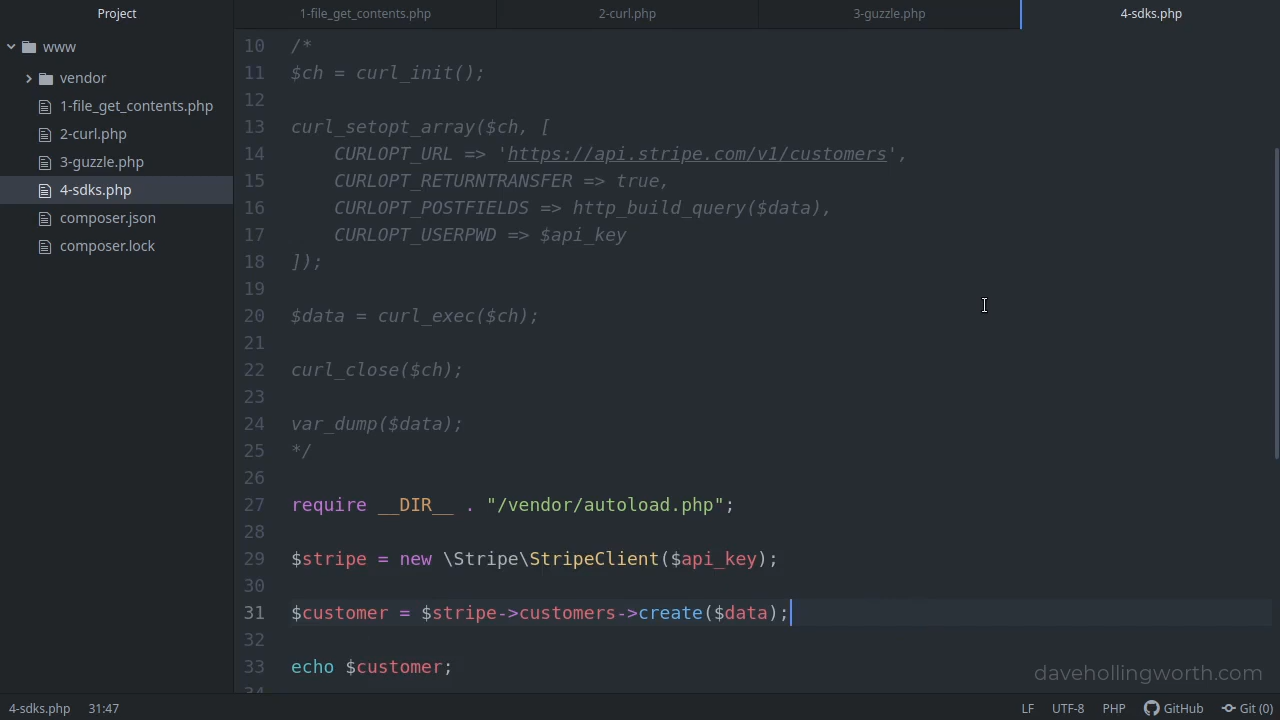 Project
1-file_get_contents.php
2-curl.php
3-guzzle.php
4-sdks.php
www
vendor
1-file_get_contents.php
2-curl.php
3-guzzle.php
4-sdks.php
composer.json
composer.lock
10 /*
11 $ch = curl_init();
12
13 curl_setopt_array($ch, [
14     CURLOPT_URL => 'https://api.stripe.com/v1/customers',
15     CURLOPT_RETURNTRANSFER => true,
16     CURLOPT_POSTFIELDS => http_build_query($data),
17     CURLOPT_USERPWD => $api_key
18 ]);
19
20 $data = curl_exec($ch);
21
22 curl_close($ch);
23
24 var_dump($data);
25 */
26
27 require __DIR__ . "/vendor/autoload.php";
28
29 $stripe = new \Stripe\StripeClient($api_key);
30
31 $customer = $stripe->customers->create($data);
32
33 echo $customer;
34
davehollingworth.com
4-sdks.php 31:47
LF UTF-8 PHP GitHub Git (0)